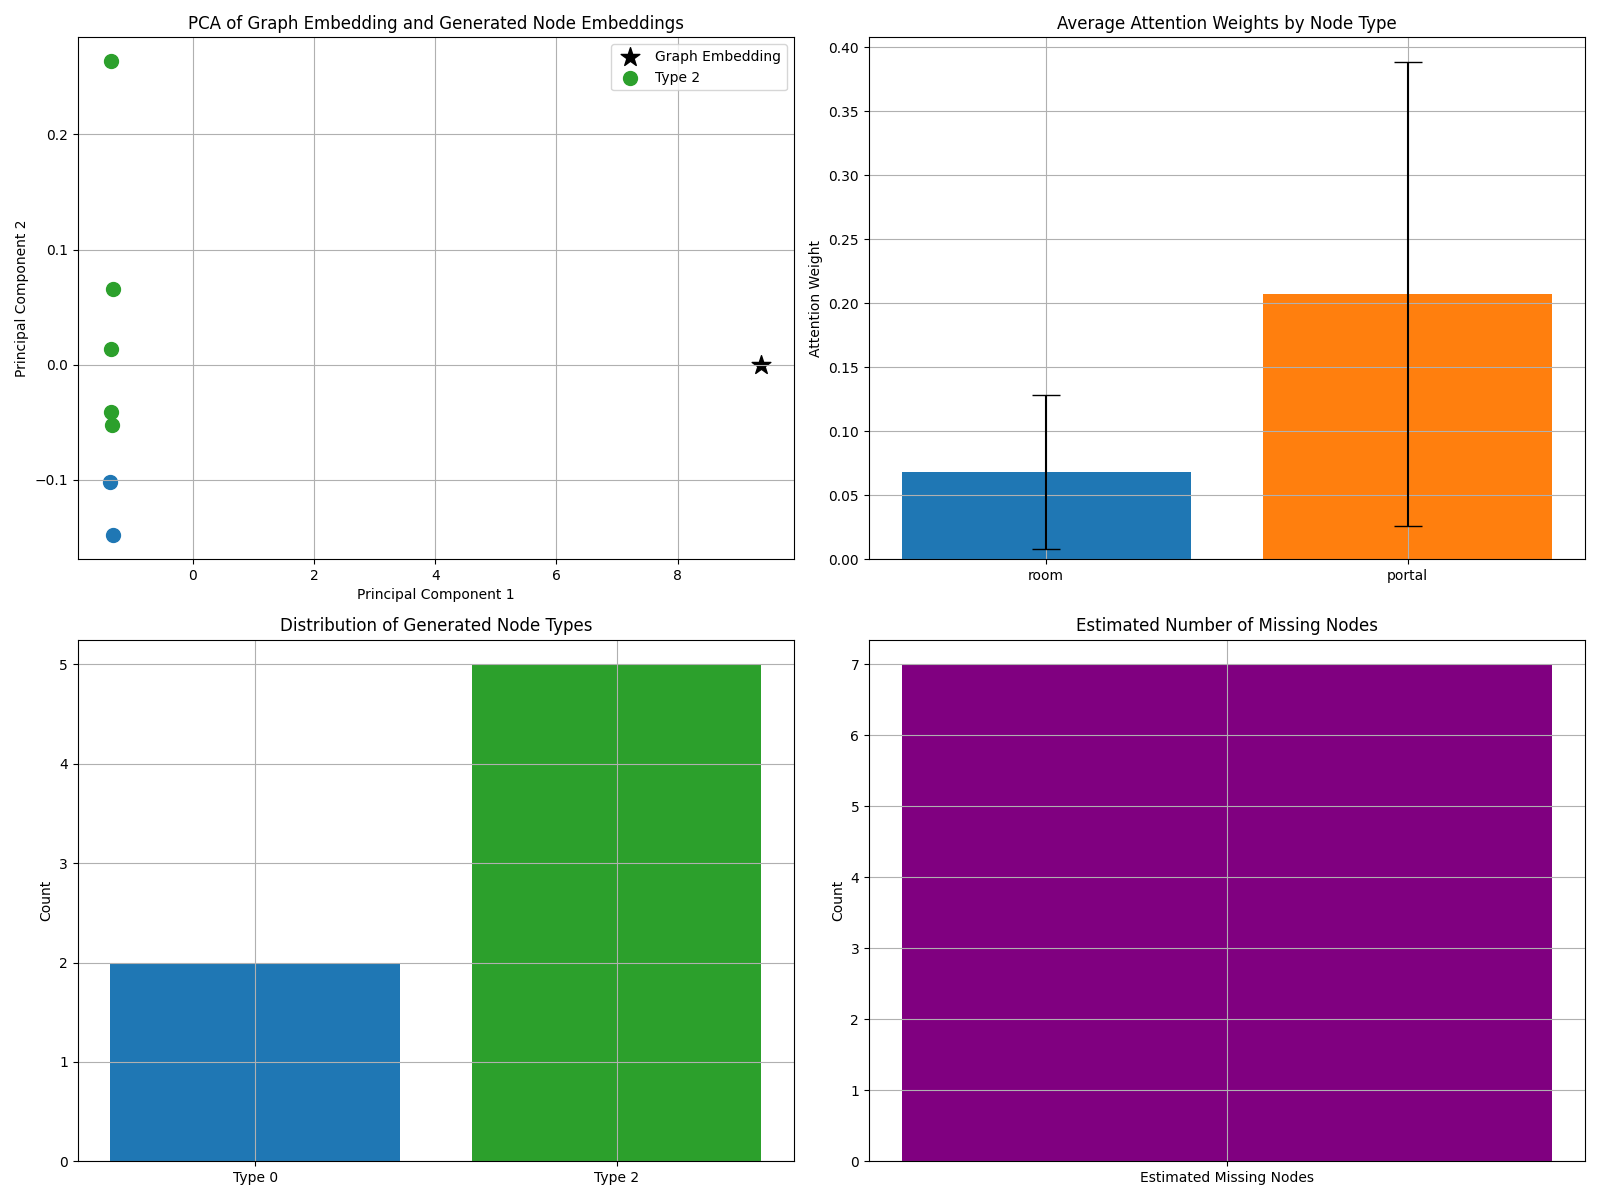 PCA of Graph Embedding and Generated Node Embeddings
Graph Embedding
Type 2
0.2
0.1
0.0
−0.1
Principal Component 2
0
2
4
6
8
Principal Component 1
Average Attention Weights by Node Type
0.40
0.35
0.30
0.25
0.20
0.15
0.10
0.05
0.00
Attention Weight
room
portal
Distribution of Generated Node Types
5
4
3
2
1
0
Count
Type 0
Type 2
Estimated Number of Missing Nodes
7
6
5
4
3
2
1
0
Count
Estimated Missing Nodes